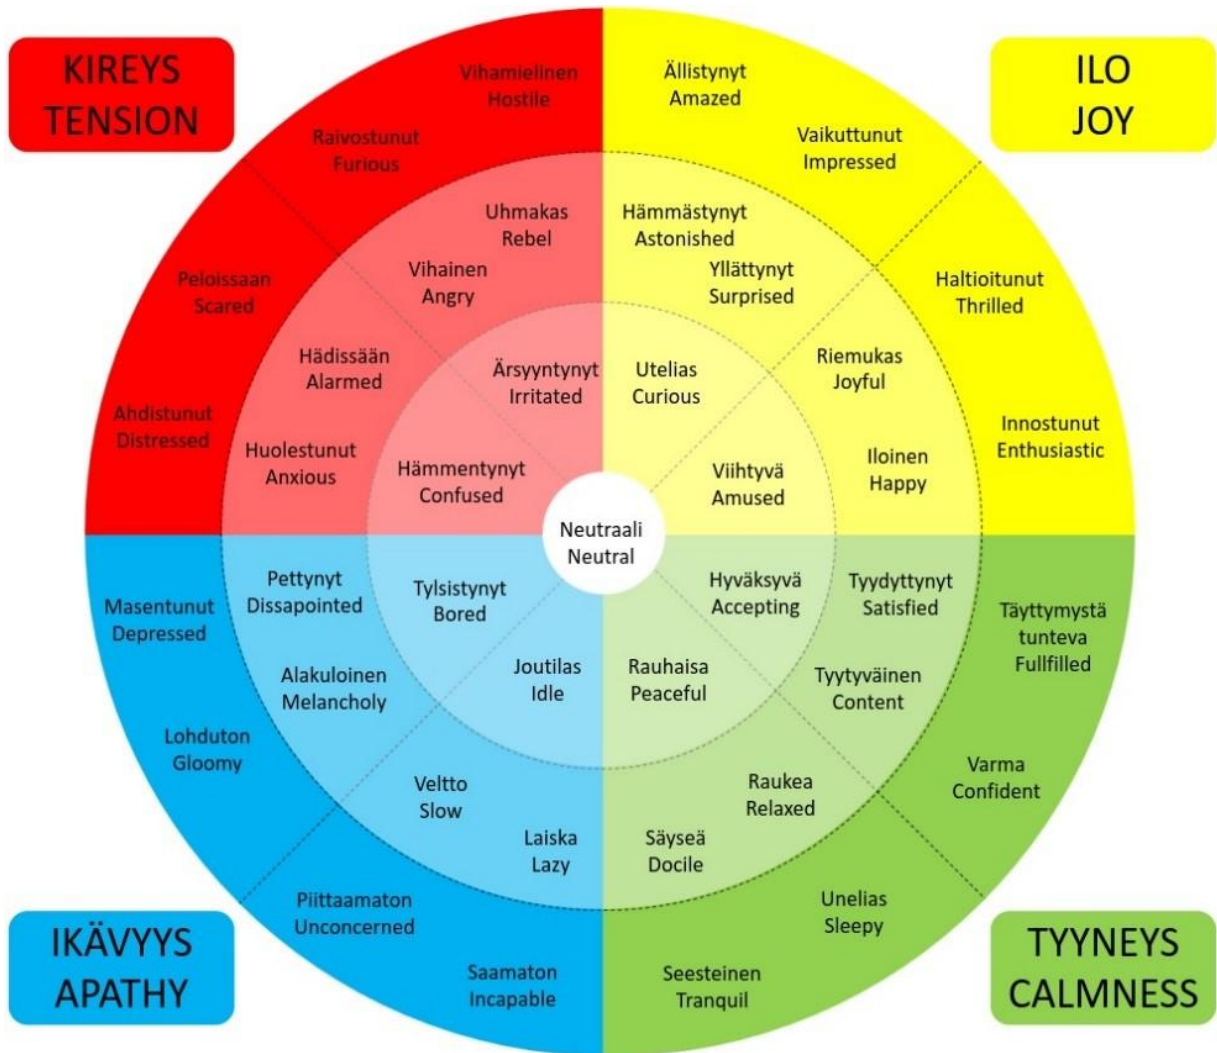 KIREYS
TENSION
ILO
JOY
Vihamielinen
Hostile
Raivostunut
Furious
Peloissaan
Scared
Ahdistunut
Distressed
Uhmakas
Rebel
Vihainen
Angry
Hädissään
Alarmed
Huolestunut
Anxious
Ärsyyntynyt
Irritated
Hämmentynyt
Confused
Ällistynyt
Amazed
Vaikuttunut
Impressed
Haltioitunut
Thrilled
Innostunut
Enthusiastic
Hämmästynyt
Astonished
Yllättynyt
Surprised
Riemukas
Joyful
Iloinen
Happy
Utelias
Curious
Viihtyvä
Amused
Neutraali
Neutral
Masentunut
Depressed
Lohduton
Gloomy
Piittaamaton
Unconcerned
Saamaton
Incapable
Pettynyt
Dissapointed
Alakuloinen
Melancholy
Veltto
Slow
Laiska
Lazy
Tylsistynyt
Bored
Joutilas
Idle
Hyväksyvä
Accepting
Rauhaisa
Peaceful
Tyydyttynyt
Satisfied
Tyytyväinen
Content
Raukea
Relaxed
Säyseä
Docile
Täyttymystä
tunteva
Fullfilled
Varma
Confident
Unelias
Sleepy
Seesteinen
Tranquil
IKÄVYYS
APATHY
TYYNEYS
CALMNESS